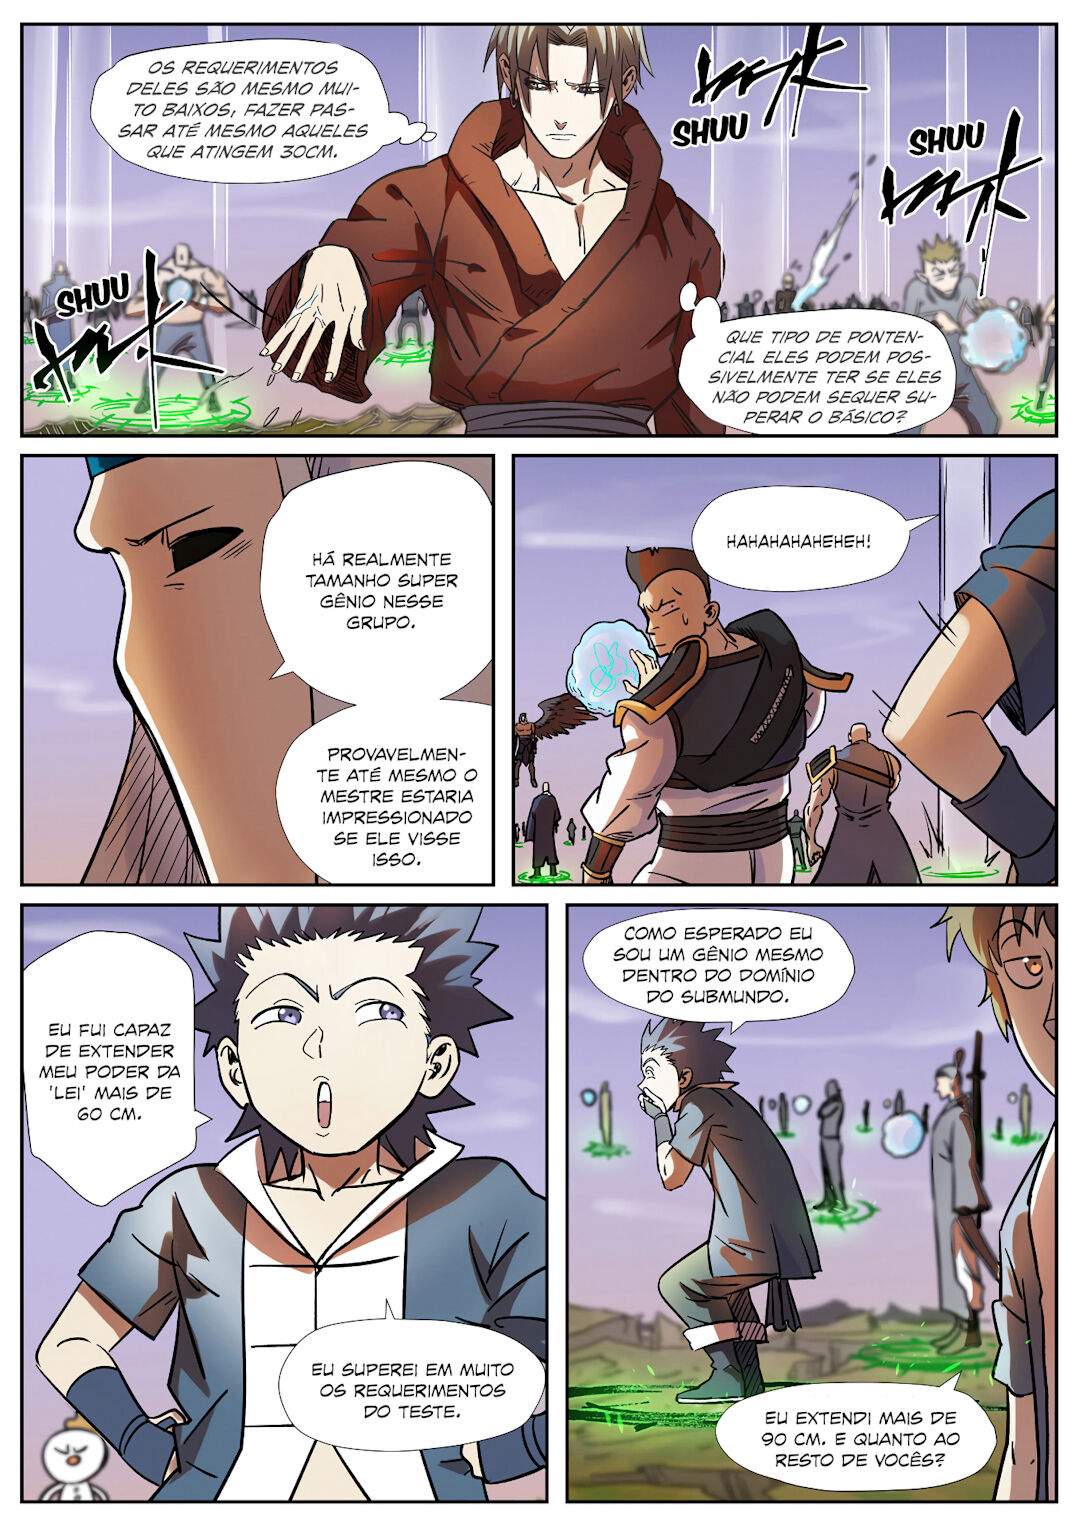 OS REQUERIMENTOS
DELES SÃO MESMO MUI-
TO BAIXOS, FAZER PAS-
SAR ATÉ MESMO AQUELES
QUE ATINGEM 30CM.
SHUU
SHUU
SHUU
QUE TIPO DE PONTEN-
CIAL ELES PODEM POS-
SIVELMENTE TER SE ELES
NÃO PODEM SEQUER SU-
PERAR O BÁSICO?
HÁ REALMENTE
TAMANHO SUPER
GÊNIO NESSE
GRUPO.
PROVAVELMEN-
TE ATÉ MESMO O
MESTRE ESTARIA
IMPRESSIONADO
SE ELE VISSE
ISSO.
HAHAHAHAHEHEH!
EU FUI CAPAZ
DE EXTENDER
MEU PODER DA
'LEI' MAIS DE
60 CM.
EU SUPEREI EM MUITO
OS REQUERIMENTOS
DO TESTE.
COMO ESPERADO EU
SOU UM GÊNIO MESMO
DENTRO DO DOMÍNIO
DO SUBMUNDO.
EU EXTENDI MAIS DE
90 CM. E QUANTO AO
RESTO DE VOCÊS?